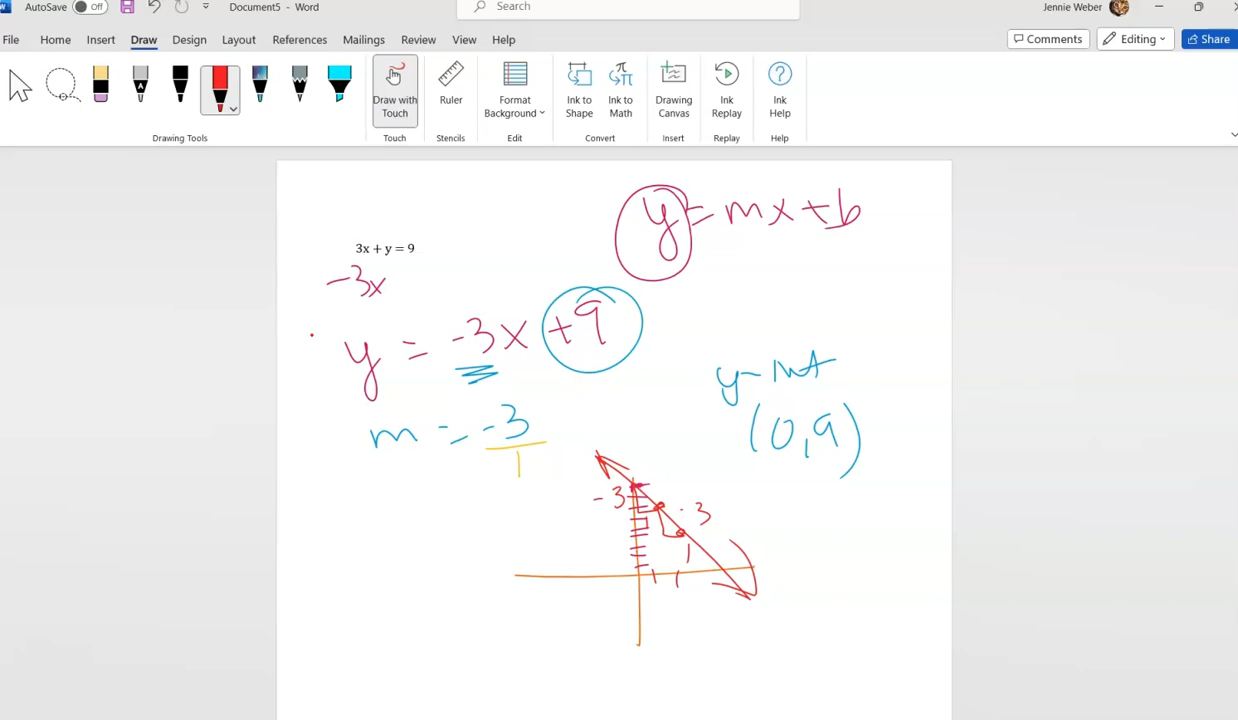 AutoSave Off Document5 - Word Search Jennie Weber
File Home Insert Draw Design Layout References Mailings Review View Help Comments Editing Share
Draw with Touch Ruler Format Background Ink to Shape Ink to Math Drawing Canvas Ink Replay Ink Help
Drawing Tools Touch Stencils Edit Convert Insert Replay Help
y = mx + b
3x + y = 9
-3x
y = -3x +9
y-int
m = -3
(0,9)
1
-3
-3
1